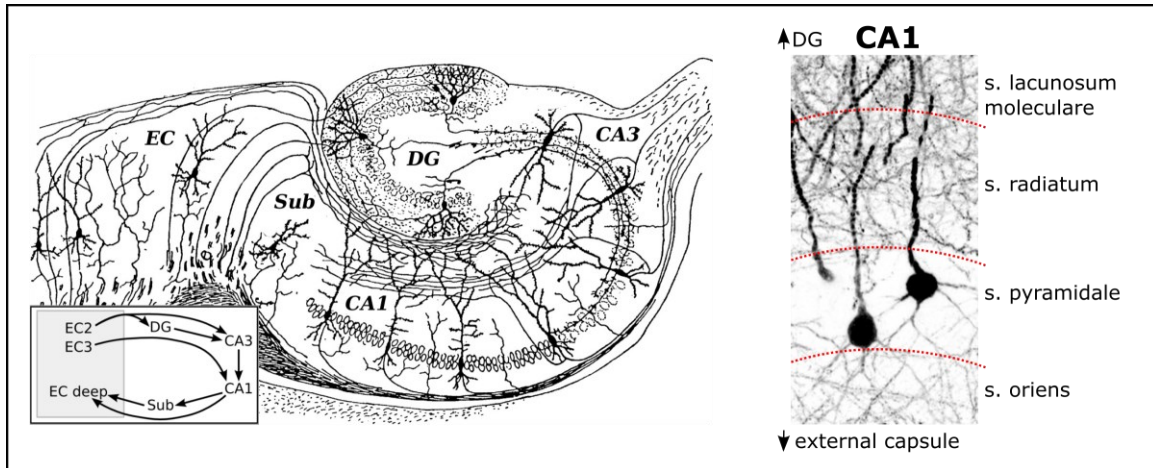 EC
DG
CA3
Sub
CA1
EC2
DG
CA3
EC3
CA1
EC deep
Sub
DG
CA1
s. lacunosum
moleculare
s. radiatum
s. pyramidale
s. oriens
external capsule